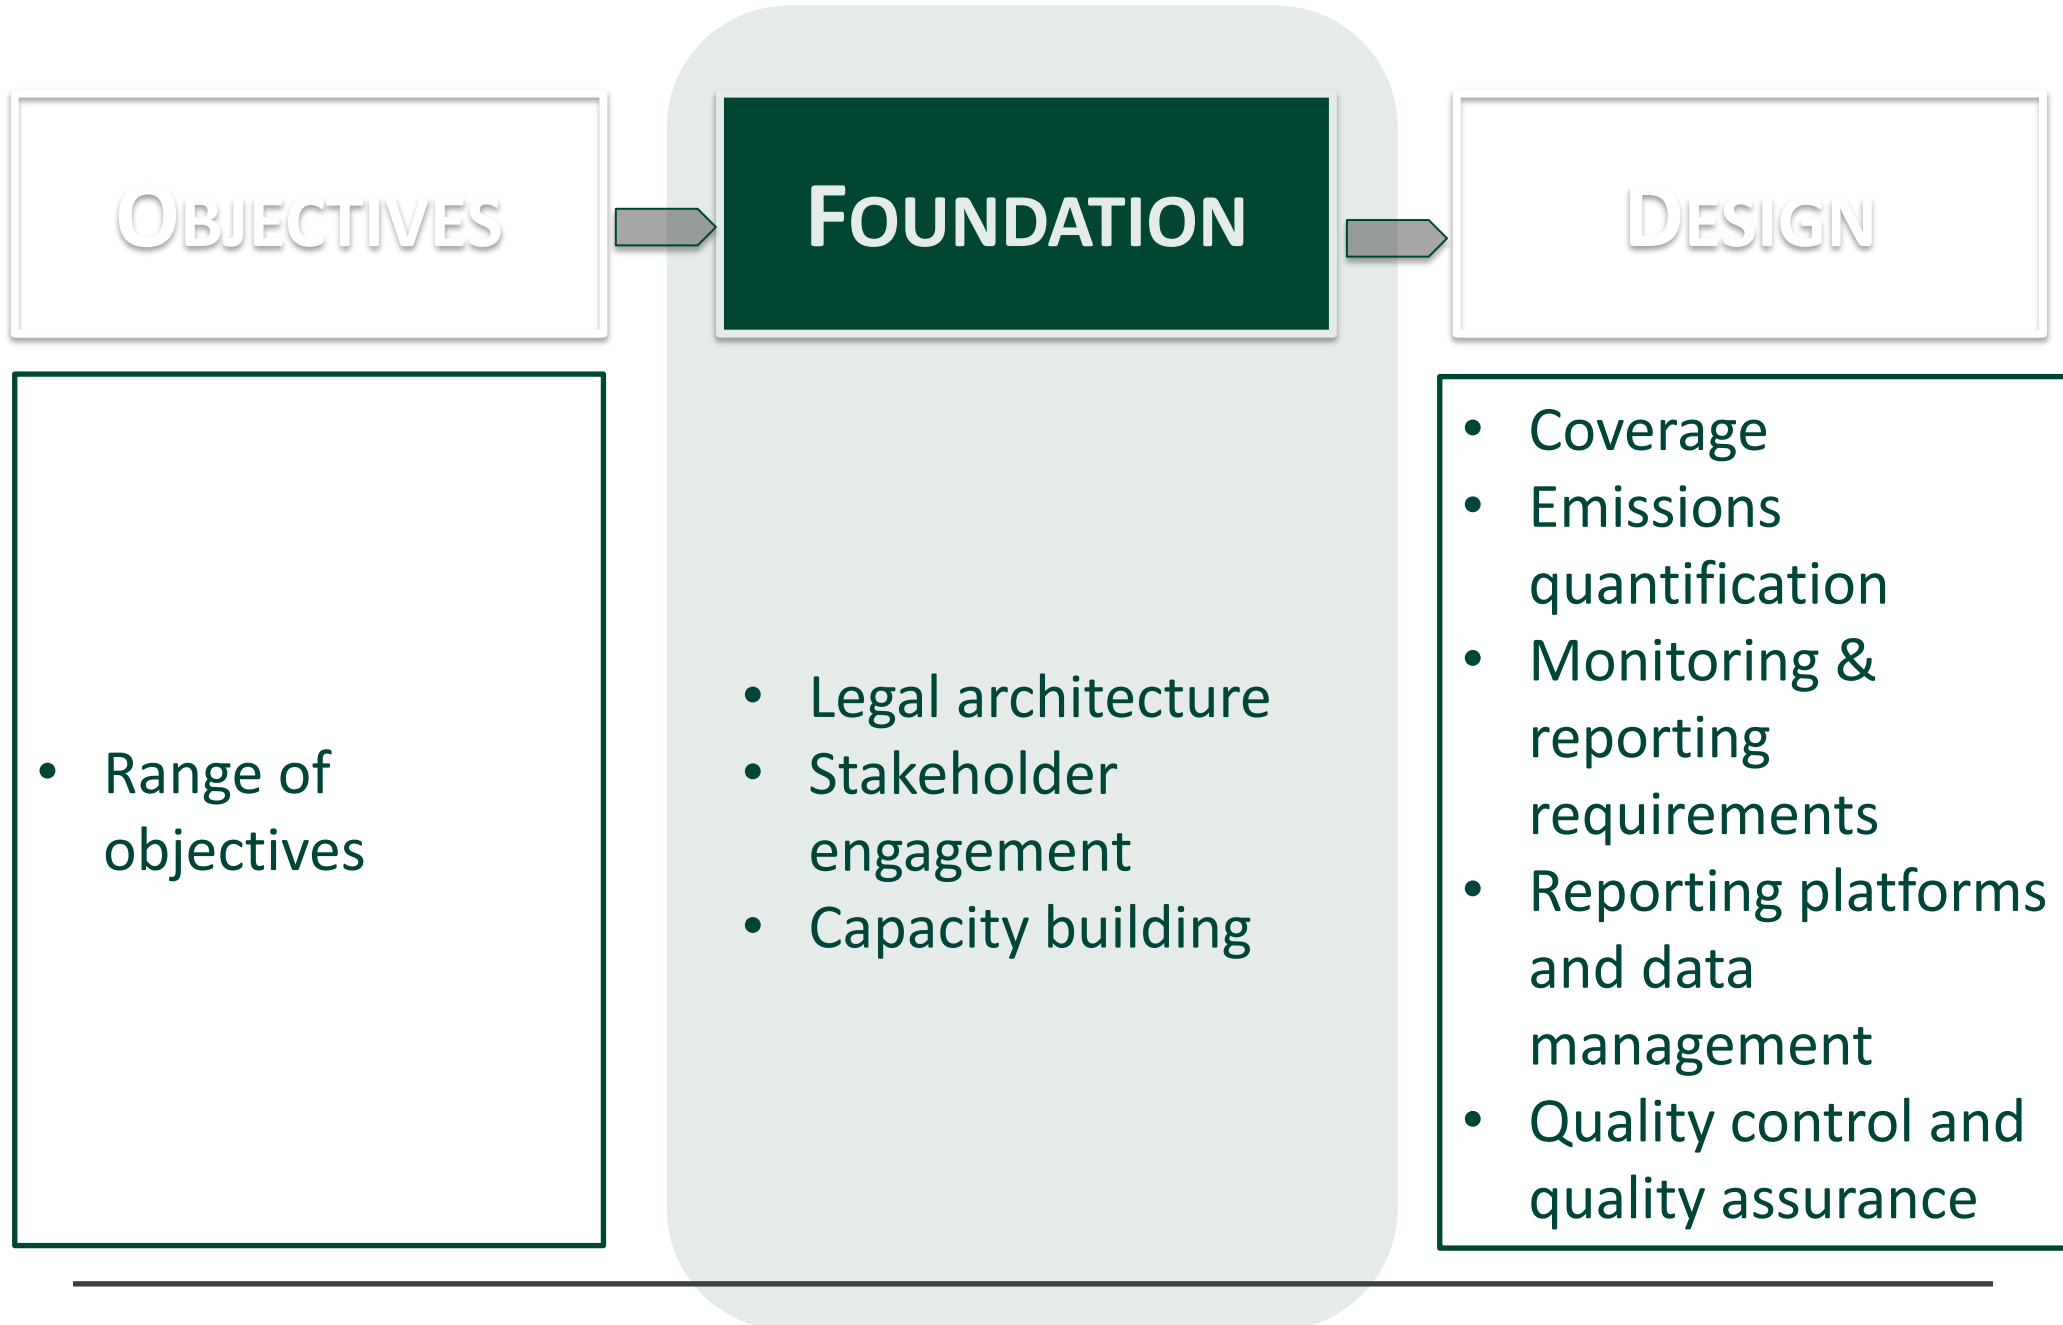 OBJECTIVES
FOUNDATION
DESIGN
• Range of
objectives
• Legal architecture
• Stakeholder
engagement
• Capacity building
• Coverage
• Emissions
quantification
• Monitoring &
reporting
requirements
• Reporting platforms
and data
management
• Quality control and
quality assurance